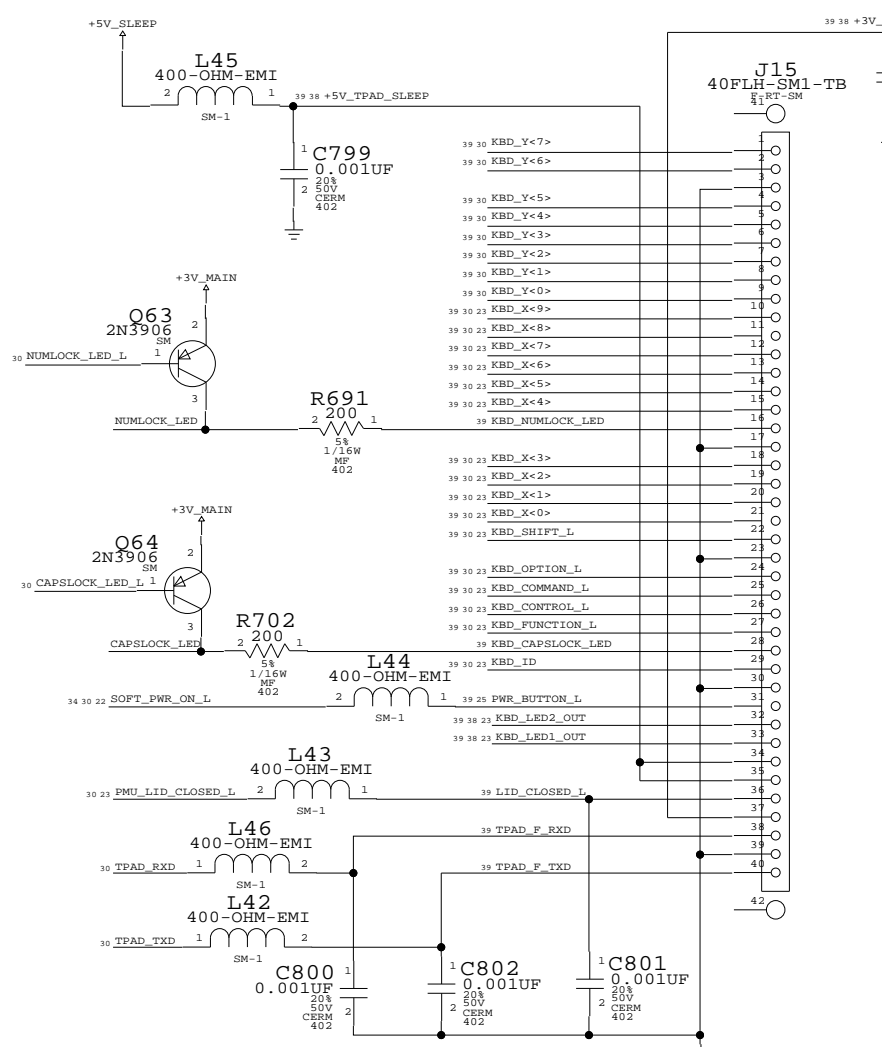 +5V_SLEEP
39 38 +3V_
L45
400-OHM-EMI
2 1
SM-1
39 38 +5V_TPAD_SLEEP
J15
40FLH-SM1-TB
F-RT-SM
41
1
C799
0.001UF
20%
50V
CERM
402
2
39 30 KBD_Y<7> 1
39 30 KBD_Y<6> 2
3
39 30 KBD_Y<5> 4
39 30 KBD_Y<4> 5
39 30 KBD_Y<3> 6
39 30 KBD_Y<2> 7
39 30 KBD_Y<1> 8
39 30 KBD_Y<0> 9
39 30 23 KBD_X<9> 10
39 30 23 KBD_X<8> 11
39 30 23 KBD_X<7> 12
39 30 23 KBD_X<6> 13
39 30 23 KBD_X<5> 14
39 30 23 KBD_X<4> 15
39 KBD_NUMLOCK_LED 16
17
39 30 23 KBD_X<3> 18
39 30 23 KBD_X<2> 19
39 30 23 KBD_X<1> 20
39 30 23 KBD_X<0> 21
39 30 23 KBD_SHIFT_L 22
23
39 30 23 KBD_OPTION_L 24
39 30 23 KBD_COMMAND_L 25
39 30 23 KBD_CONTROL_L 26
39 30 23 KBD_FUNCTION_L 27
39 KBD_CAPSLOCK_LED 28
39 30 23 KBD_ID 29
30
39 25 PWR_BUTTON_L 31
39 38 23 KBD_LED2_OUT 32
39 38 23 KBD_LED1_OUT 33
34
35
39 LID_CLOSED_L 36
37
39 TPAD_F_RXD 38
39
39 TPAD_F_TXD 40
42
+3V_MAIN
Q63
2N3906
SM
2
1
3
30 NUMLOCK_LED_L
NUMLOCK_LED
R691
200
2 1
5%
1/16W
MF
402
+3V_MAIN
Q64
2N3906
SM
2
1
3
30 CAPSLOCK_LED_L
CAPSLOCK_LED
R702
200
2 1
5%
1/16W
MF
402
L44
400-OHM-EMI
34 30 22 SOFT_PWR_ON_L
2 1
SM-1
L43
400-OHM-EMI
30 23 PMU_LID_CLOSED_L
2 1
SM-1
L46
400-OHM-EMI
30 TPAD_RXD
1 2
SM-1
L42
400-OHM-EMI
30 TPAD_TXD
1 2
SM-1
C800
0.001UF
20%
50V
CERM
402
1
2
C802
0.001UF
20%
50V
CERM
402
1
2
C801
0.001UF
20%
50V
CERM
402
1
2